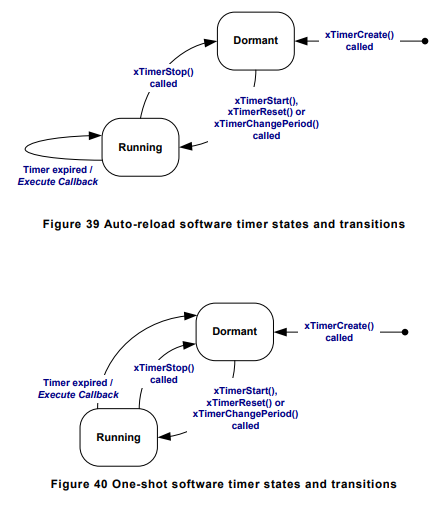 Dormant
xTimerCreate()
called
xTimerStop()
called
xTimerStart(),
xTimerReset() or
xTimerChangePeriod()
called
Running
Timer expired /
Execute Callback
Figure 39 Auto-reload software timer states and transitions
Dormant
xTimerCreate()
called
xTimerStop()
called
Timer expired /
Execute Callback
xTimerStart(),
xTimerReset() or
xTimerChangePeriod()
called
Running
Figure 40 One-shot software timer states and transitions